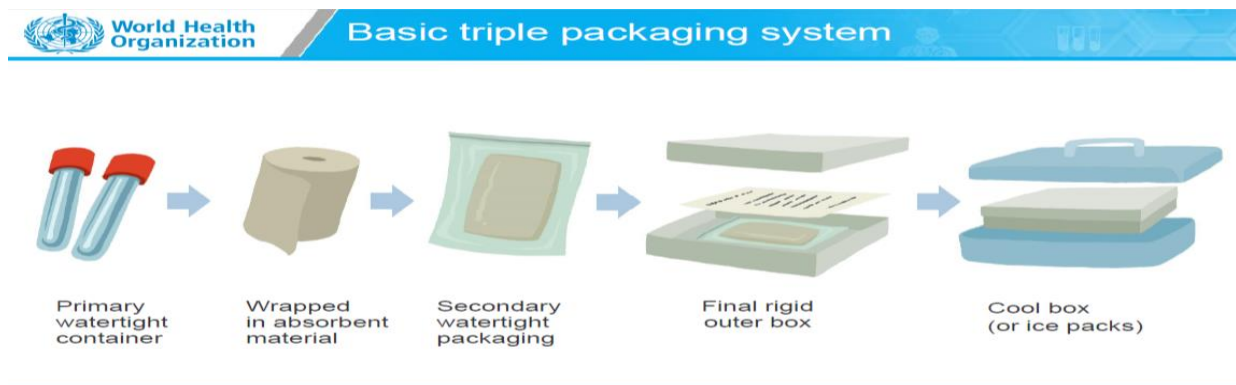 World Health
Organization
Basic triple packaging system
Primary
watertight
container
Wrapped
in absorbent
material
Secondary
watertight
packaging
Final rigid
outer box
Cool box
(or ice packs)